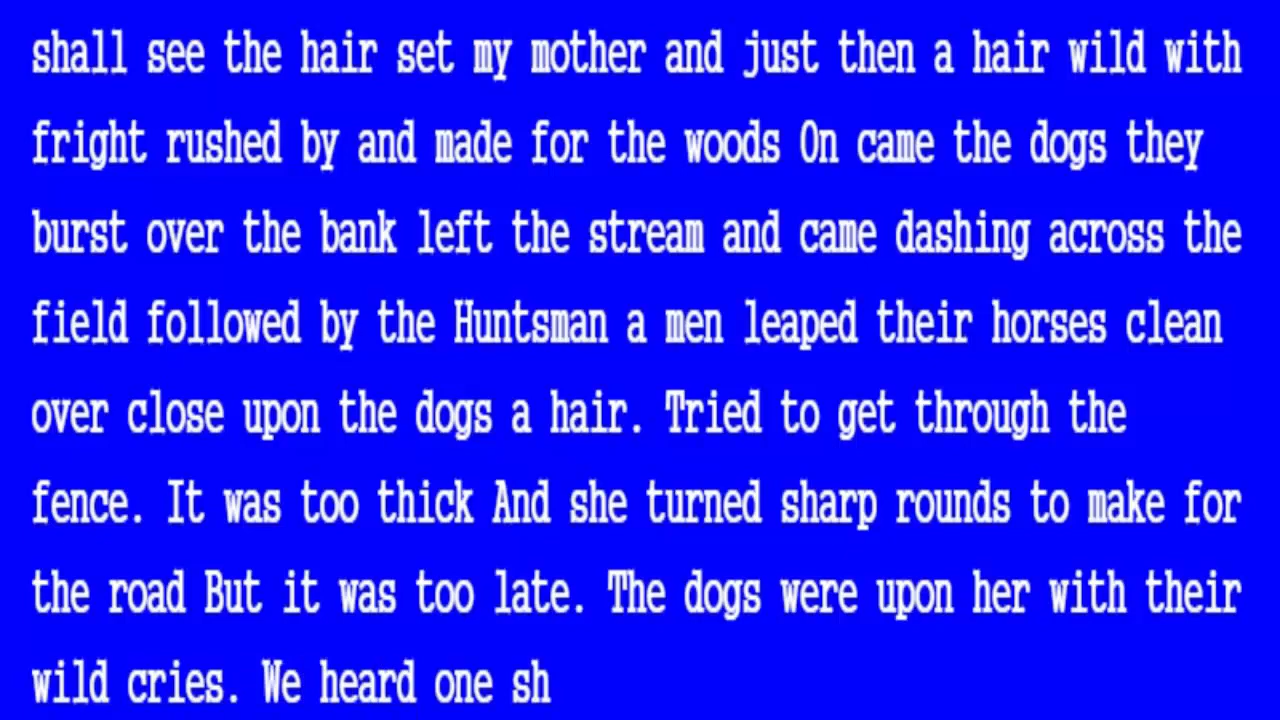 shall see the hair set my mother and just then a hair wild with
fright rushed by and made for the woods On came the dogs they
burst over the bank left the stream and came dashing across the
field followed by the Huntsman a men leaped their horses clean
over close upon the dogs a hair. Tried to get through the
fence. It was too thick And she turned sharp rounds to make for
the road But it was too late. The dogs were upon her with their
wild cries. We heard one sh